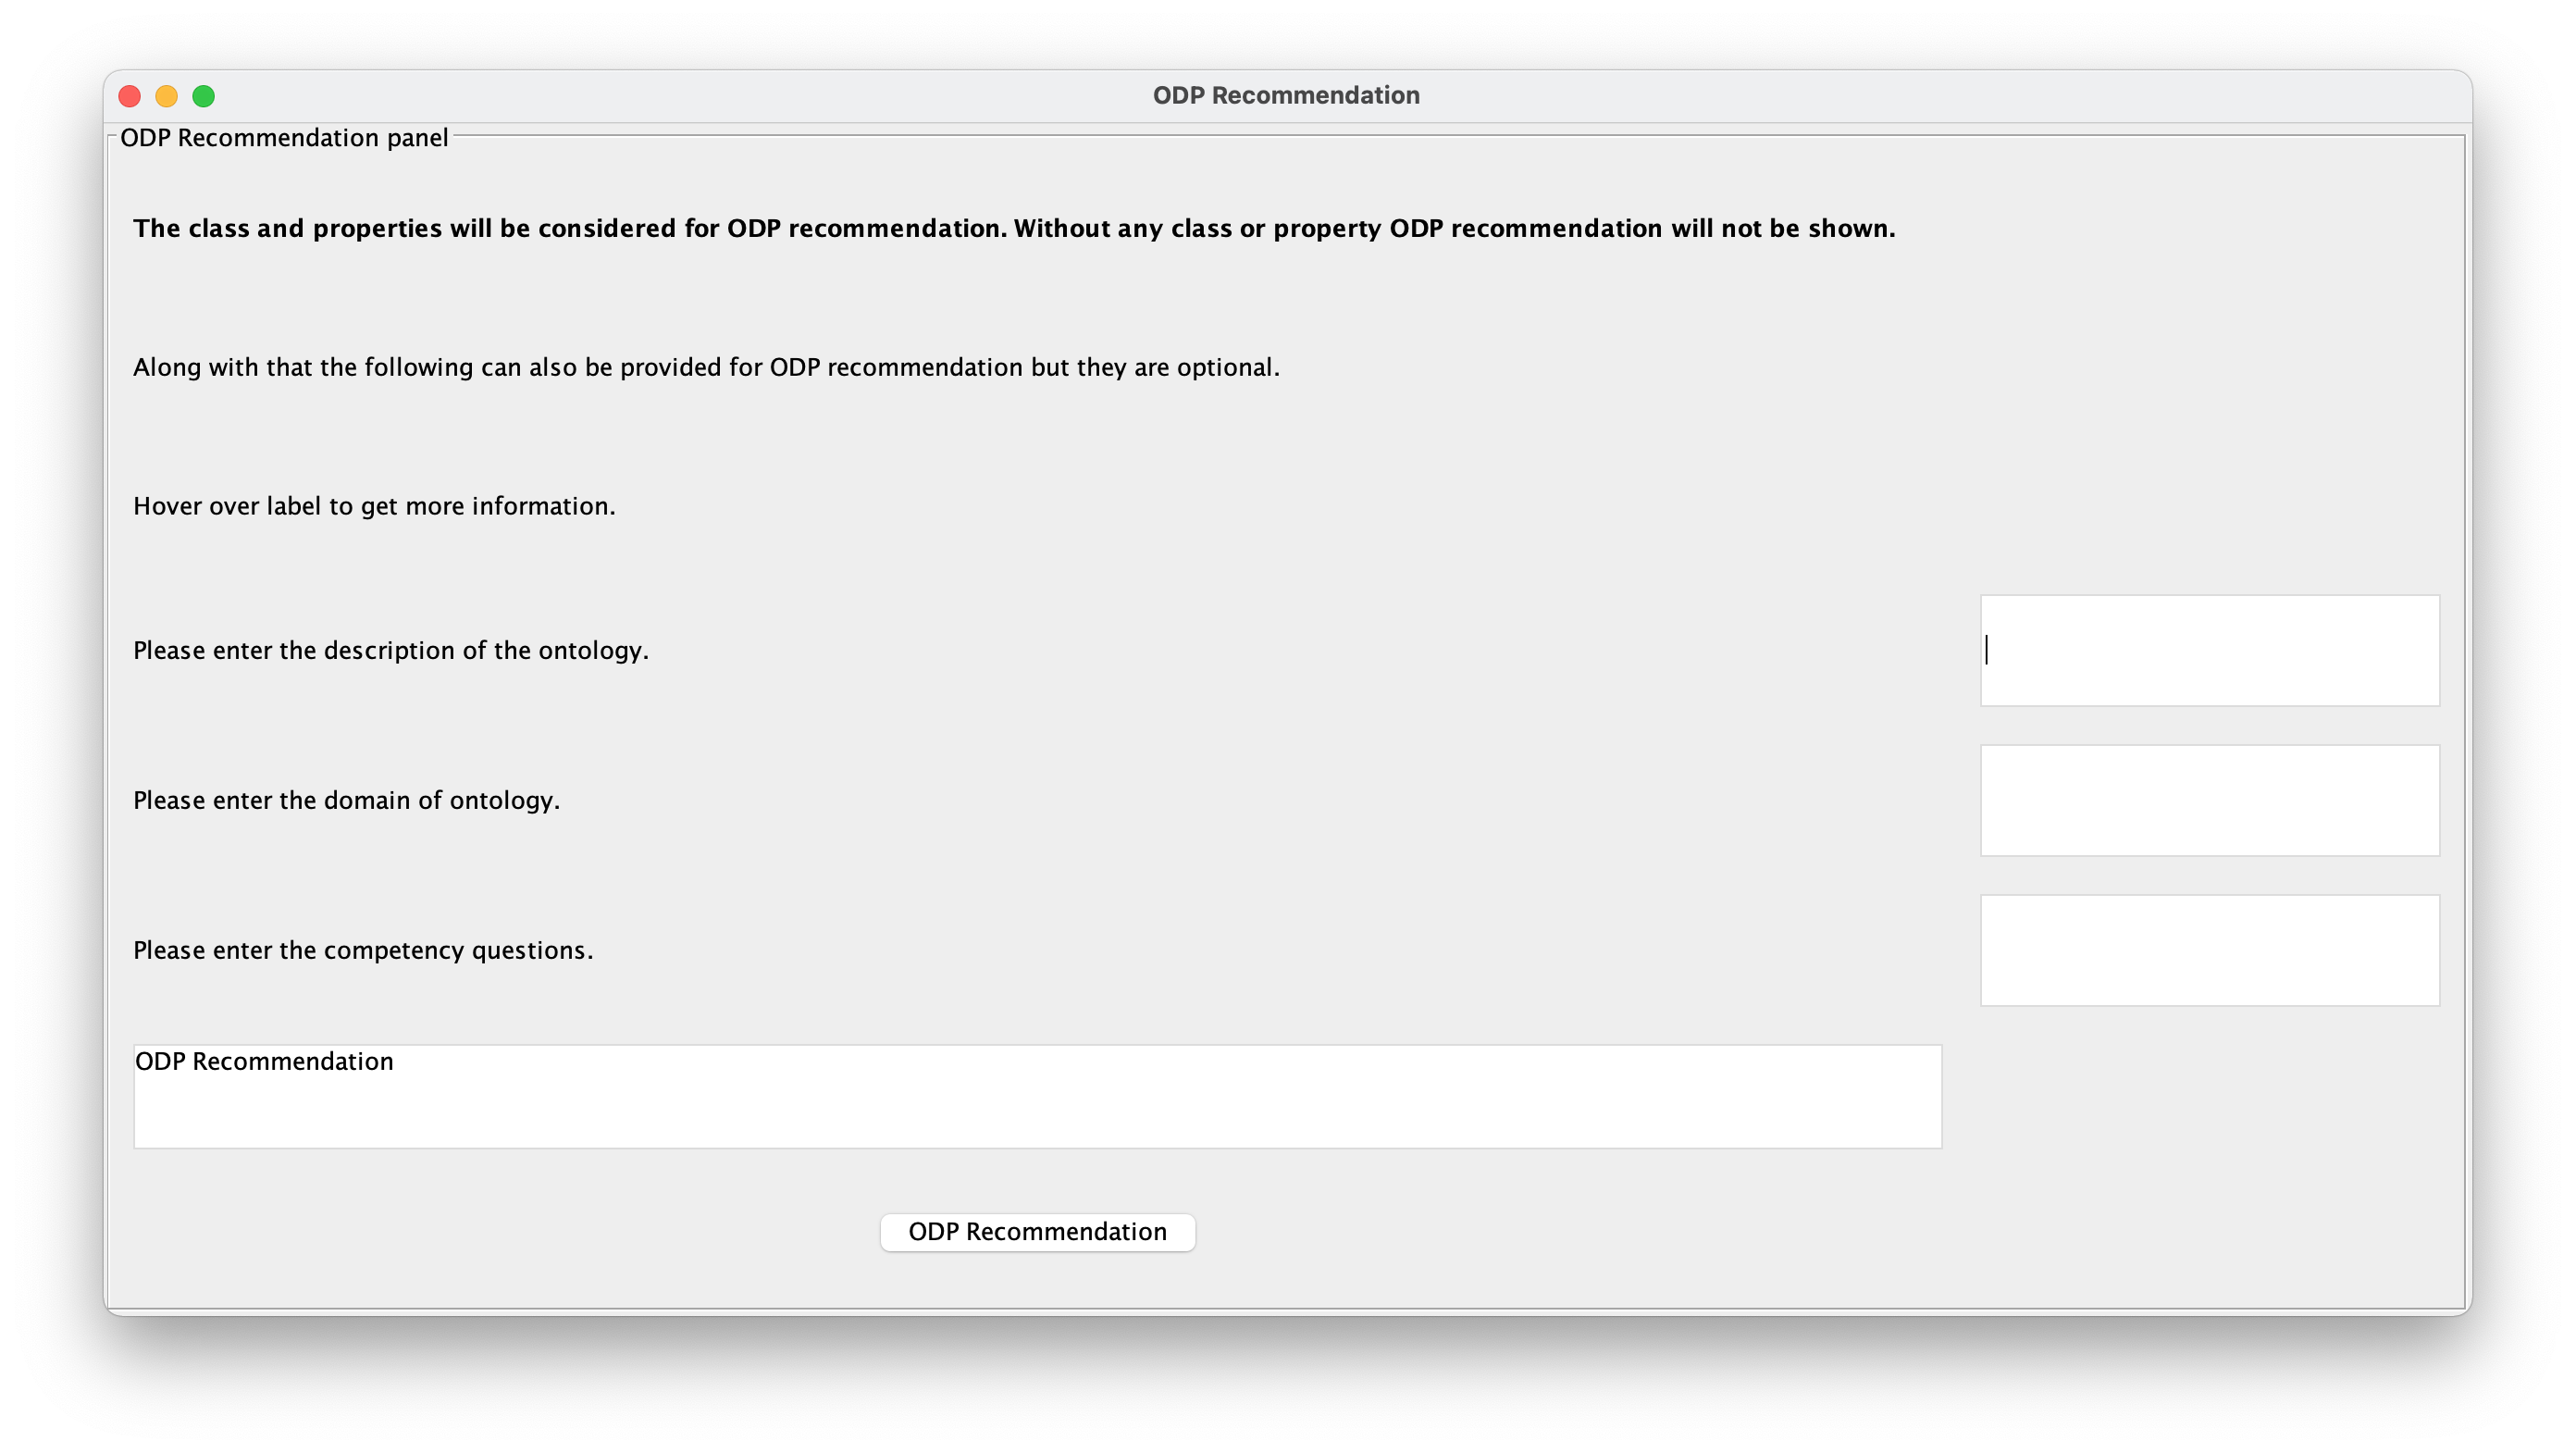 ODP Recommendation
ODP Recommendation panel
The class and properties will be considered for ODP recommendation. Without any class or property ODP recommendation will not be shown.
Along with that the following can also be provided for ODP recommendation but they are optional.
Hover over label to get more information.
Please enter the description of the ontology.
Please enter the domain of ontology.
Please enter the competency questions.
ODP Recommendation
ODP Recommendation